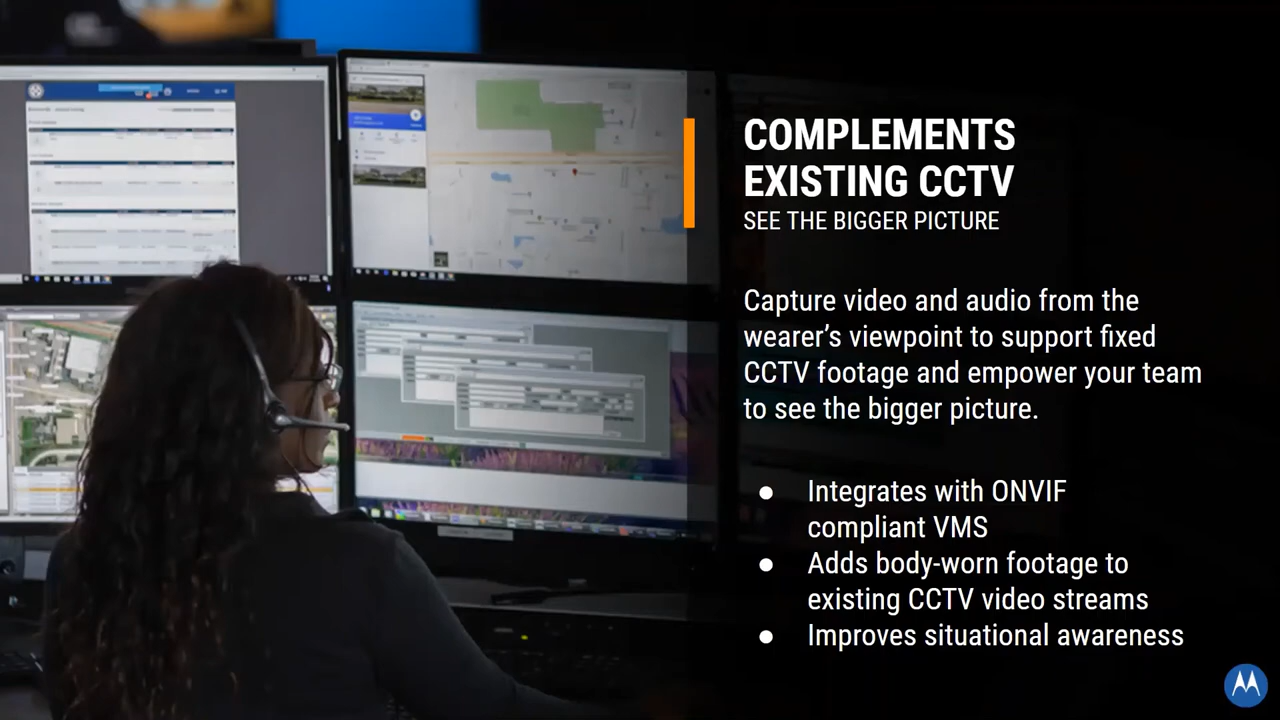 COMPLEMENTS
EXISTING CCTV
SEE THE BIGGER PICTURE
Capture video and audio from the
wearer’s viewpoint to support fixed
CCTV footage and empower your team
to see the bigger picture.
● Integrates with ONVIF
compliant VMS
● Adds body-worn footage to
existing CCTV video streams
● Improves situational awareness